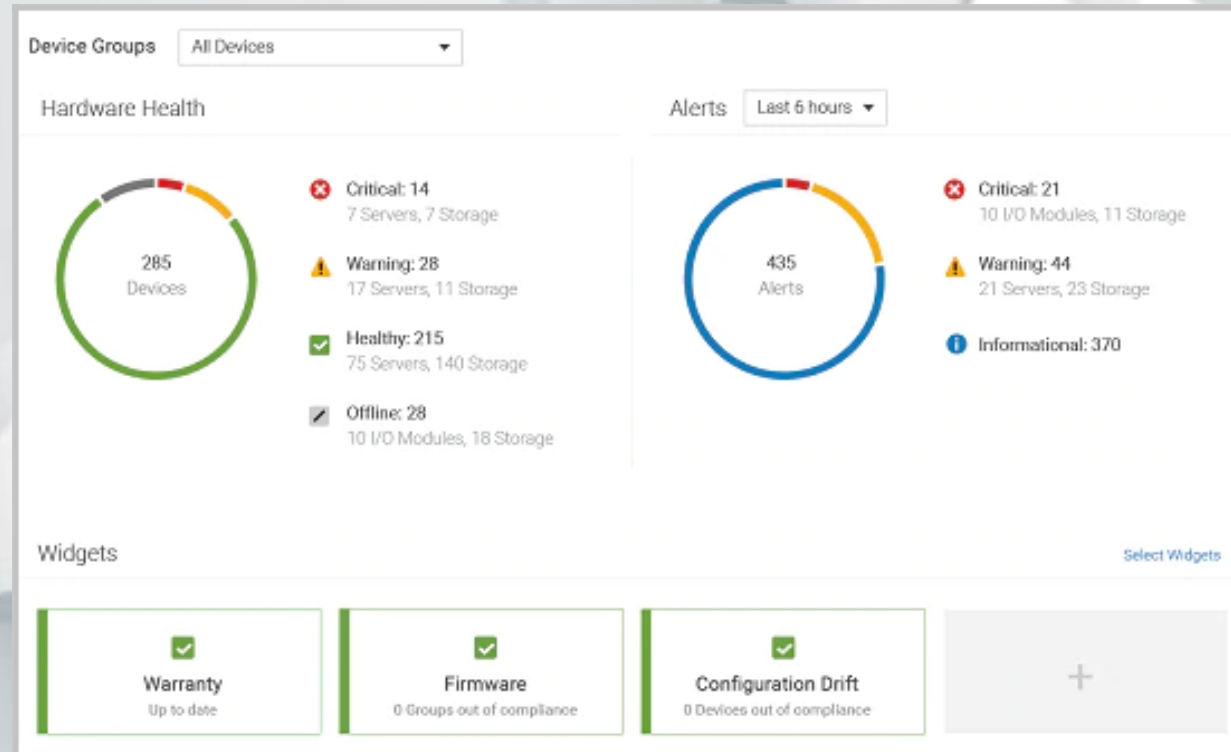 Device Groups All Devices
Hardware Health
285
Devices
Critical: 14
7 Servers, 7 Storage
Warning: 28
17 Servers, 11 Storage
Healthy: 215
75 Servers, 140 Storage
Offline: 28
10 I/O Modules, 18 Storage
Alerts Last 6 hours
435
Alerts
Critical: 21
10 I/O Modules, 11 Storage
Warning: 44
21 Servers, 23 Storage
Informational: 370
Widgets
Select Widgets
Warranty
Up to date
Firmware
0 Groups out of compliance
Configuration Drift
0 Devices out of compliance